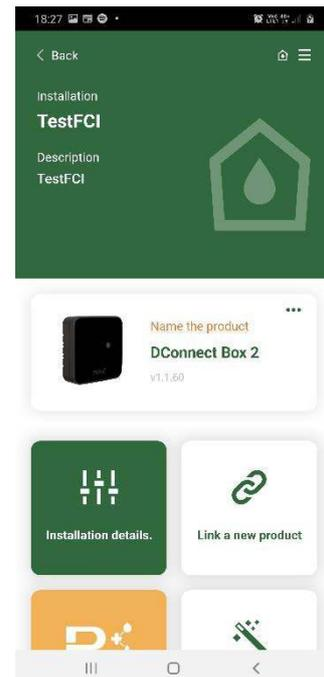 18:27
Back
Installation
TestFCI
Description
TestFCI
Name the product
DConnect Box 2
v1.1.60
Installation details.
Link a new product